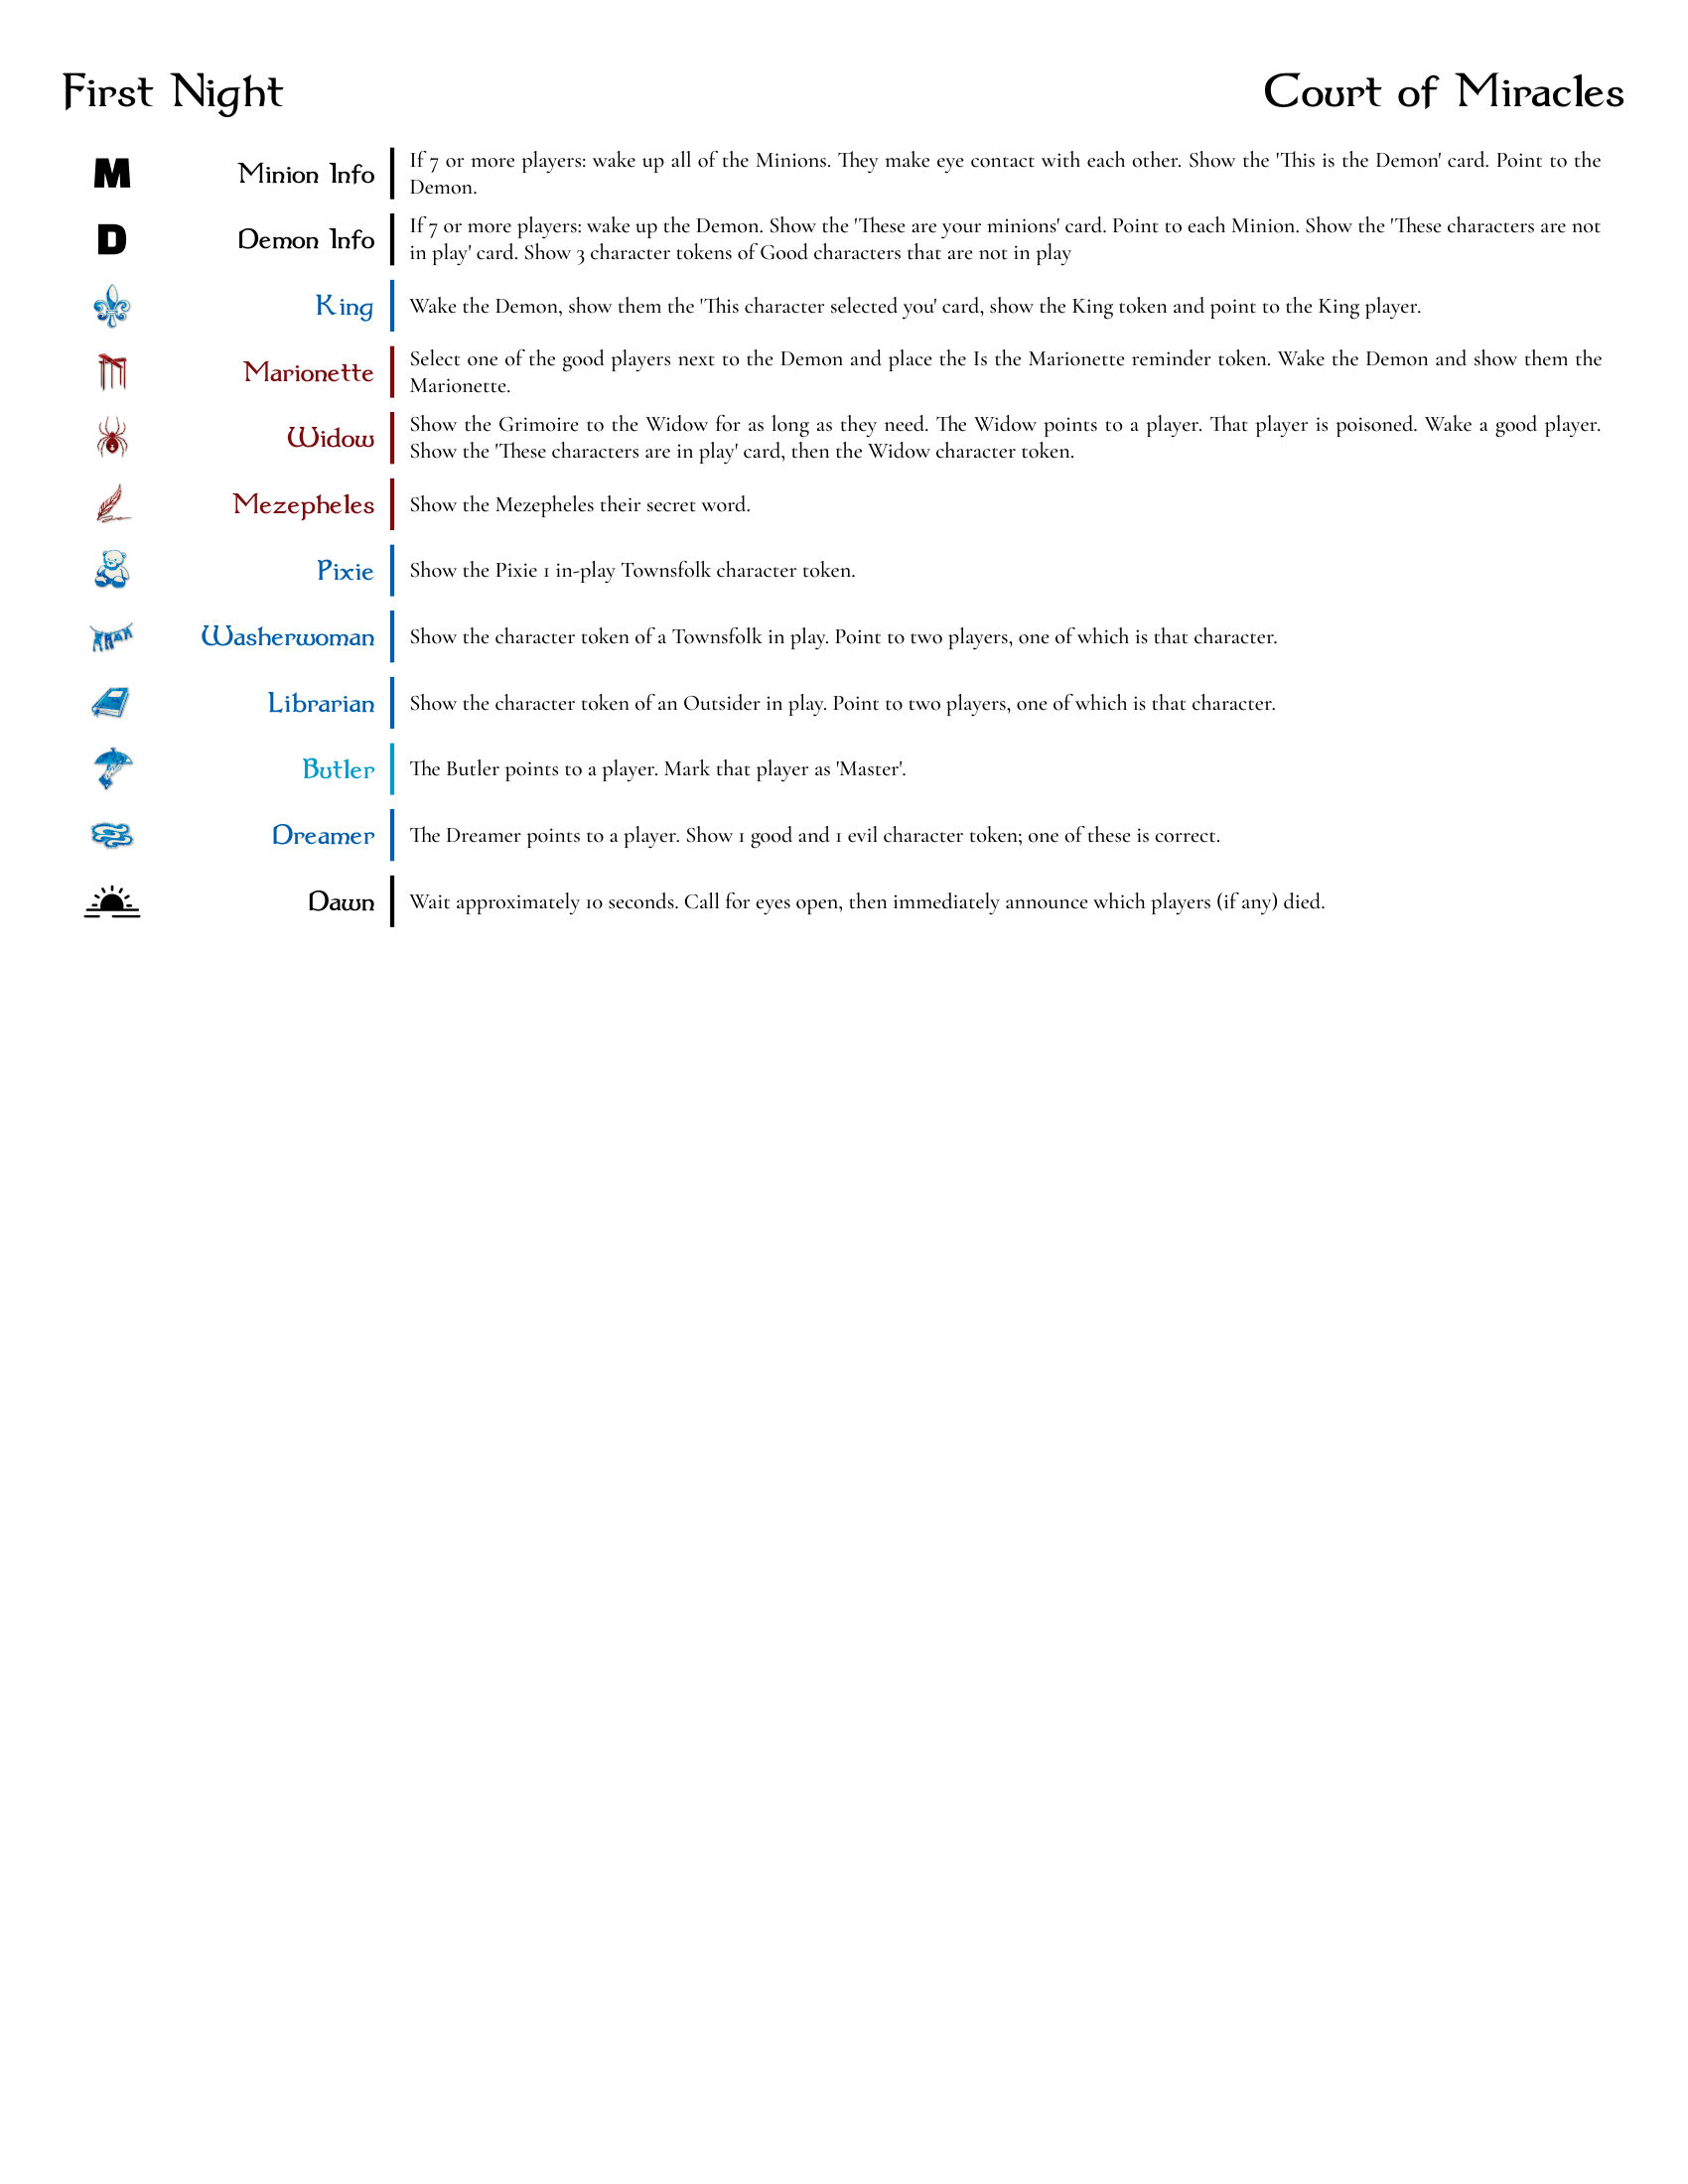 First Night
Court of Miracles
M
Minion Info
If 7 or more players: wake up all of the Minions. They make eye contact with each other. Show the 'This is the Demon' card. Point to the
Demon.
D
Demon Info
If 7 or more players: wake up the Demon. Show the 'These are your minions' card. Point to each Minion. Show the 'These characters are not
in play' card. Show 3 character tokens of Good characters that are not in play
King
Wake the Demon, show them the 'This character selected you' card, show the King token and point to the King player.
Marionette
Select one of the good players next to the Demon and place the Is the Marionette reminder token. Wake the Demon and show them the
Marionette.
Widow
Show the Grimoire to the Widow for as long as they need. The Widow points to a player. That player is poisoned. Wake a good player.
Show the 'These characters are in play' card, then the Widow character token.
Mezepheles
Show the Mezepheles their secret word.
Pixie
Show the Pixie 1 in-play Townsfolk character token.
Washerwoman
Show the character token of a Townsfolk in play. Point to two players, one of which is that character.
Librarian
Show the character token of an Outsider in play. Point to two players, one of which is that character.
Butler
The Butler points to a player. Mark that player as 'Master'.
Dreamer
The Dreamer points to a player. Show 1 good and 1 evil character token; one of these is correct.
Dawn
Wait approximately 10 seconds. Call for eyes open, then immediately announce which players (if any) died.